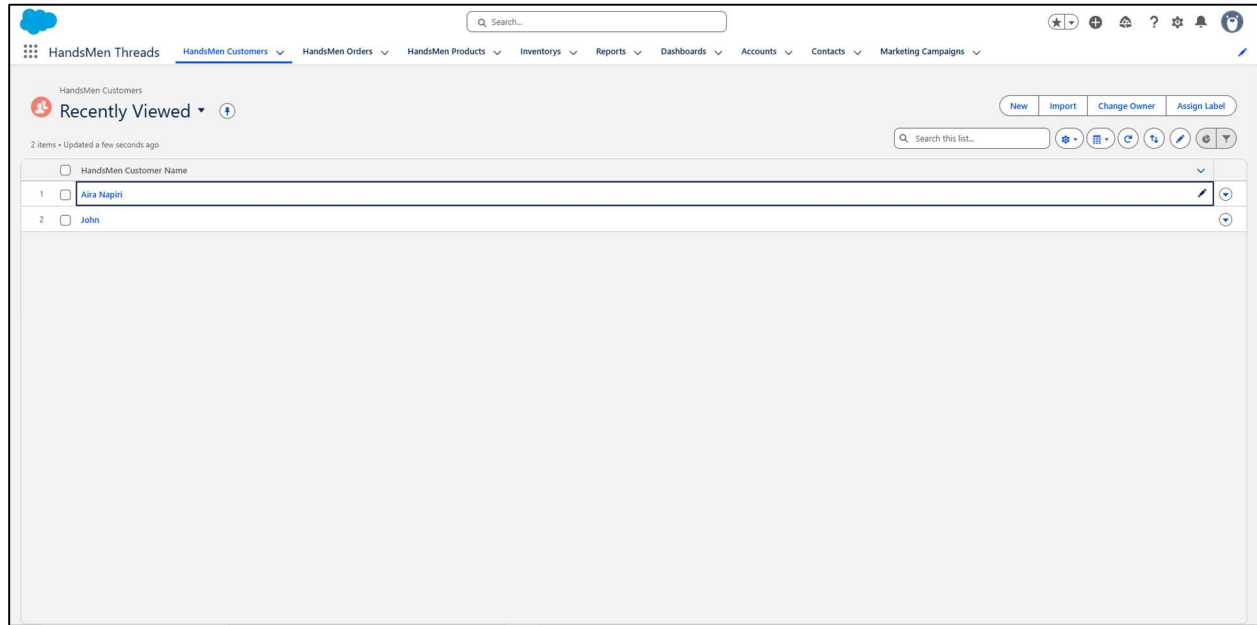 Search...
HandsMen Threads HandsMen Customers HandsMen Orders HandsMen Products Inventorys Reports Dashboards Accounts Contacts Marketing Campaigns
HandsMen Customers
Recently Viewed
New Import Change Owner Assign Label
2 items • Updated a few seconds ago
Search this list...
HandsMen Customer Name
1 Aira Napiri
2 John